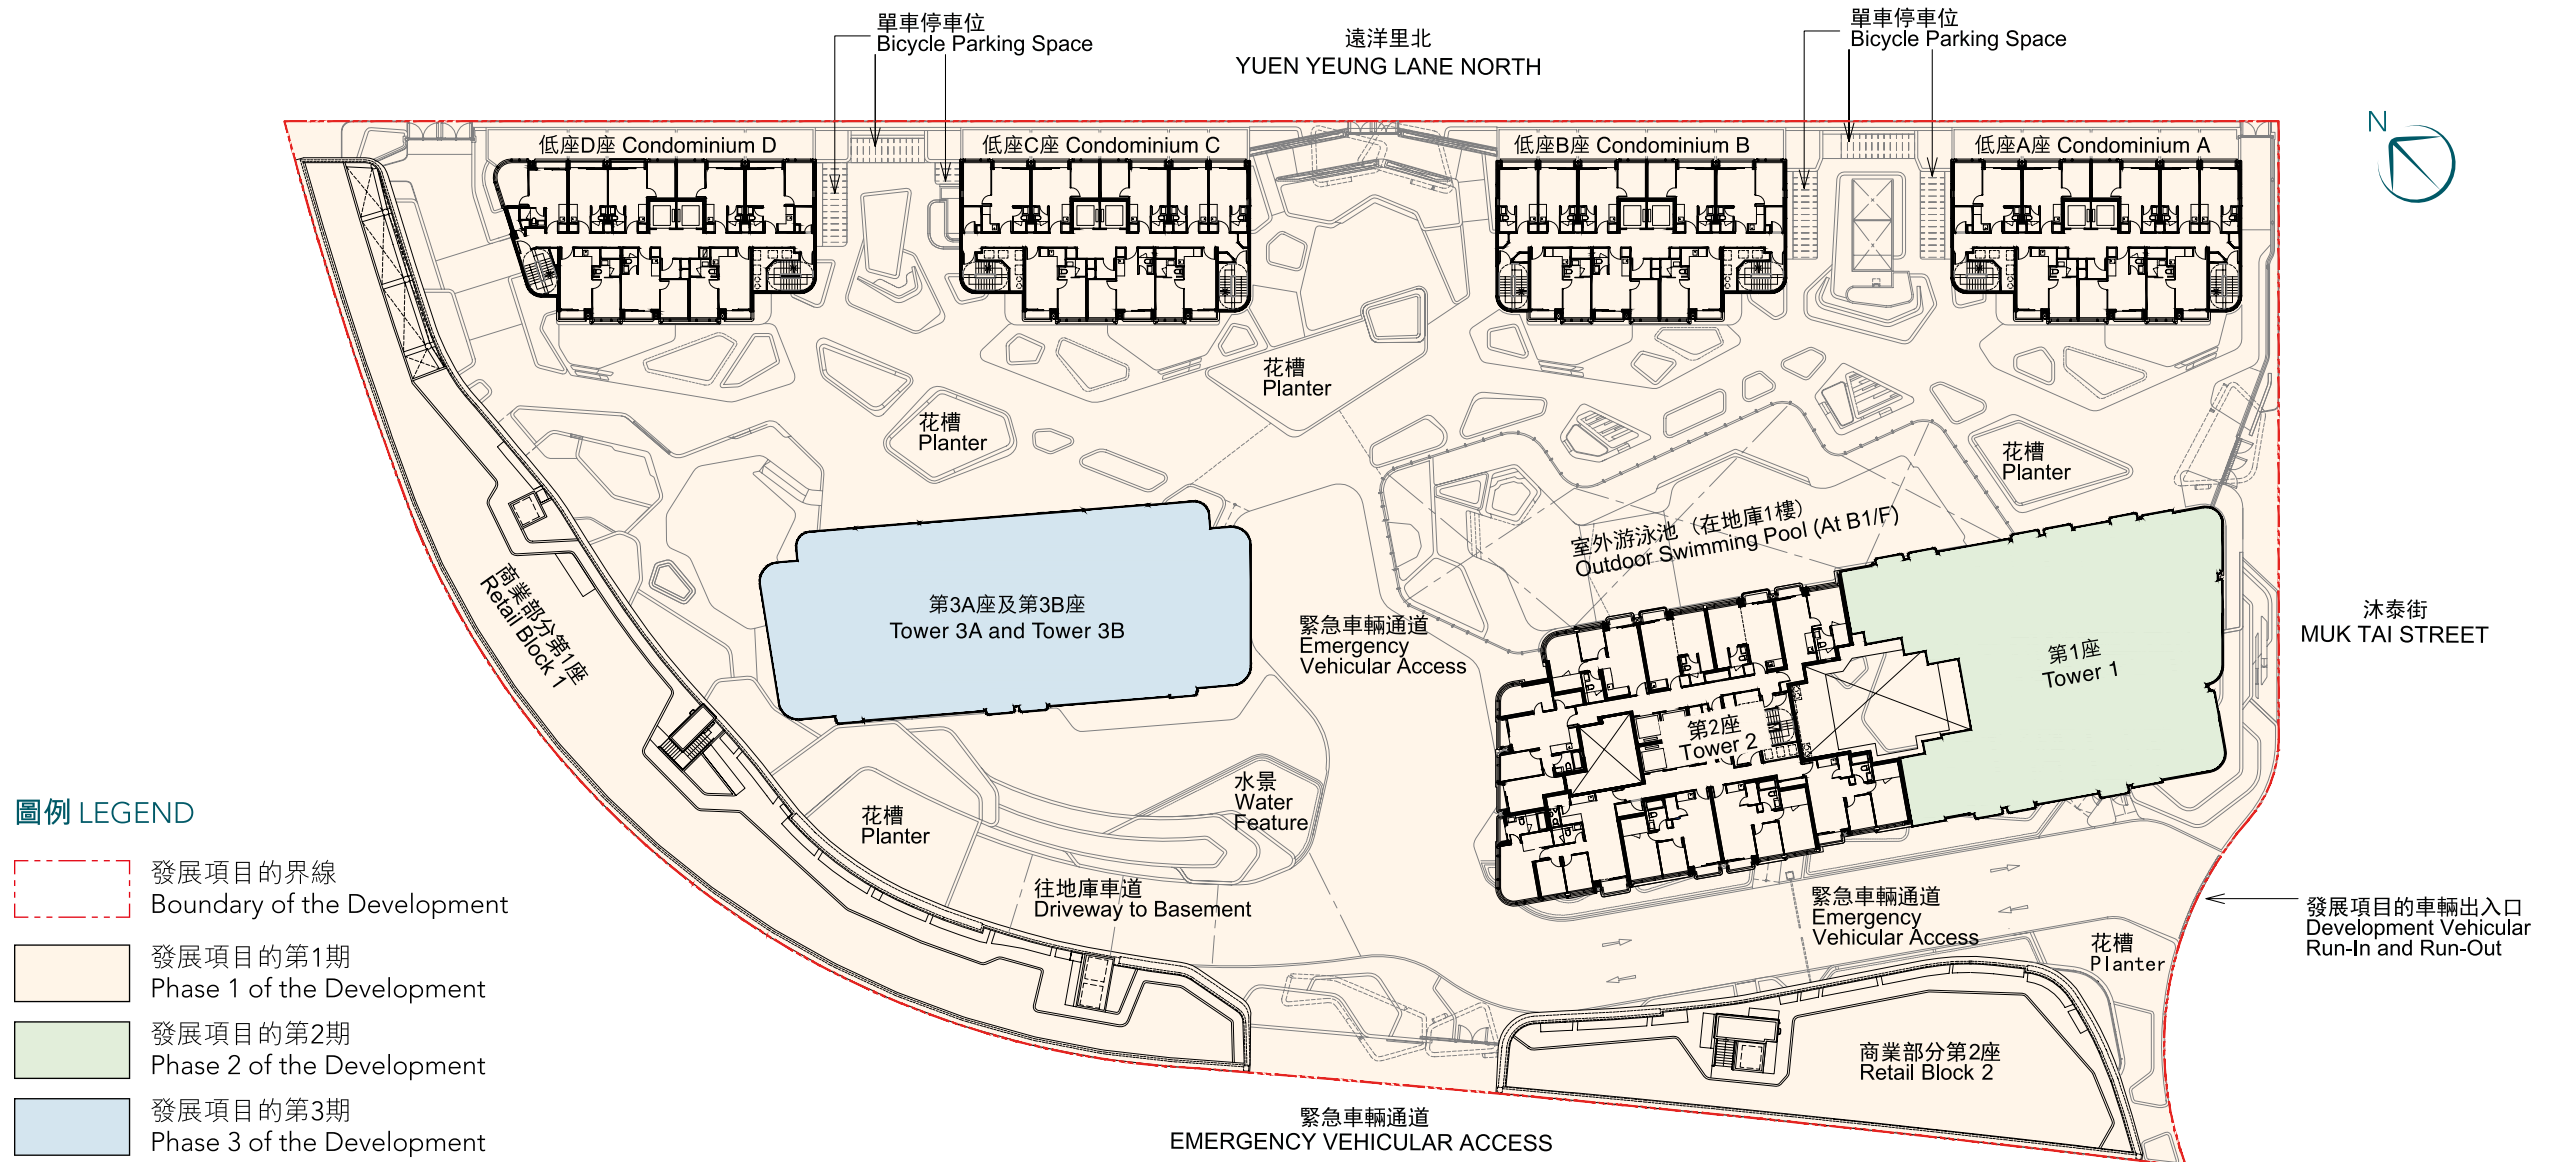 單車停車位
Bicycle Parking Space
遠洋里北
YUEN YEUNG LANE NORTH
單車停車位
Bicycle Parking Space
N
低座D座 Condominium D
低座C座 Condominium C
低座B座 Condominium B
低座A座 Condominium A
花槽
Planter
花槽
Planter
花槽
Planter
室外游泳池（在地庫1樓）
Outdoor Swimming Pool (At B1/F)
商業部分第1座
Retail Block 1
第3A座及第3B座
Tower 3A and Tower 3B
緊急車輛通道
Emergency
Vehicular Access
第1座
Tower 1
沐泰街
MUK TAI STREET
第2座
Tower 2
水景
Water
Feature
花槽
Planter
往地庫車道
Driveway to Basement
緊急車輛通道
Emergency
Vehicular Access
花槽
Planter
發展項目的車輛出入口
Development Vehicular
Run-In and Run-Out
商業部分第2座
Retail Block 2
緊急車輛通道
EMERGENCY VEHICULAR ACCESS
圖例 LEGEND
發展項目的界線
Boundary of the Development
發展項目的第1期
Phase 1 of the Development
發展項目的第2期
Phase 2 of the Development
發展項目的第3期
Phase 3 of the Development